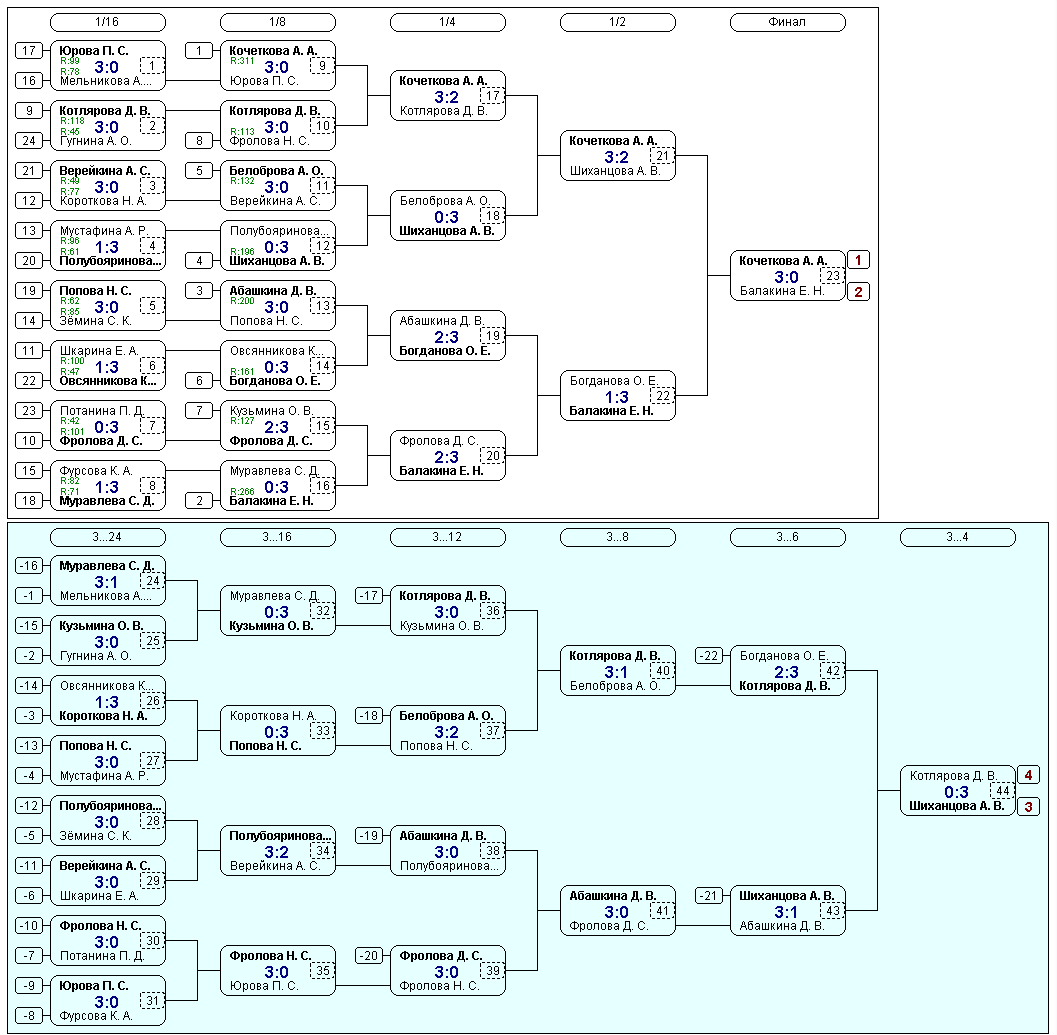 1/16
1/8
1/4
1/2
Финал
17
Юрова П. С.
R:99
R:78
3:0
1
16
Мельникова А....
9
Котлярова Д. В.
R:118
R:45
3:0
2
24
Гугнина А. О.
21
Верейкина А. С.
R:49
R:77
3:0
3
12
Короткова Н. А.
13
Мустафина А. Р.
R:96
R:61
1:3
4
20
Полубояринова...
19
Попова Н. С.
R:62
R:85
3:0
5
14
Зёмина С. К.
11
Шкарина Е. А.
R:100
R:47
1:3
6
22
Овсянникова К...
23
Потанина П. Д.
R:42
R:101
0:3
7
10
Фролова Д. С.
15
Фурсова К. А.
R:82
R:71
1:3
8
18
Муравлева С. Д.
1
Кочеткова А. А.
R:311
3:0
9
Юрова П. С.
Котлярова Д. В.
R:113
3:0
10
8
Фролова Н. С.
5
Белоброва А. О.
R:132
3:0
11
Верейкина А. С.
Полубояринова...
R:196
0:3
12
4
Шиханцова А. В.
3
Абашкина Д. В.
R:200
3:0
13
Попова Н. С.
Овсянникова К...
R:161
0:3
14
6
Богданова О. Е.
7
Кузьмина О. В.
R:127
2:3
15
Фролова Д. С.
Муравлева С. Д.
R:266
0:3
16
2
Балакина Е. Н.
Кочеткова А. А.
3:2
17
Котлярова Д. В.
Белоброва А. О.
0:3
18
Шиханцова А. В.
Абашкина Д. В.
2:3
19
Богданова О. Е.
Фролова Д. С.
2:3
20
Балакина Е. Н.
Кочеткова А. А.
3:2
21
Шиханцова А. В.
Богданова О. Е.
1:3
22
Балакина Е. Н.
Кочеткова А. А.
3:0
23
Балакина Е. Н.
1
2
3...24
3...16
3...12
3...8
3...6
3...4
-16
Муравлева С. Д.
3:1
24
-1
Мельникова А....
-15
Кузьмина О. В.
3:0
25
-2
Гугнина А. О.
-14
Овсянникова К...
1:3
26
-3
Короткова Н. А.
-13
Попова Н. С.
3:0
27
-4
Мустафина А. Р.
-12
Полубояринова...
3:0
28
-5
Зёмина С. К.
-11
Верейкина А. С.
3:0
29
-6
Шкарина Е. А.
-10
Фролова Н. С.
3:0
30
-7
Потанина П. Д.
-9
Юрова П. С.
3:0
31
-8
Фурсова К. А.
Муравлева С. Д.
0:3
32
Кузьмина О. В.
Короткова Н. А.
0:3
33
Попова Н. С.
Полубояринова...
3:2
34
Верейкина А. С.
Фролова Н. С.
3:0
35
Юрова П. С.
-17
Котлярова Д. В.
3:0
36
Кузьмина О. В.
-18
Белоброва А. О.
3:2
37
Попова Н. С.
-19
Абашкина Д. В.
3:0
38
Полубояринова...
-20
Фролова Д. С.
3:0
39
Фролова Н. С.
Котлярова Д. В.
3:1
40
Белоброва А. О.
Абашкина Д. В.
3:0
41
Фролова Д. С.
-22
Богданова О. Е.
2:3
42
Котлярова Д. В.
-21
Шиханцова А. В.
3:1
43
Абашкина Д. В.
Котлярова Д. В.
0:3
44
Шиханцова А. В.
4
3